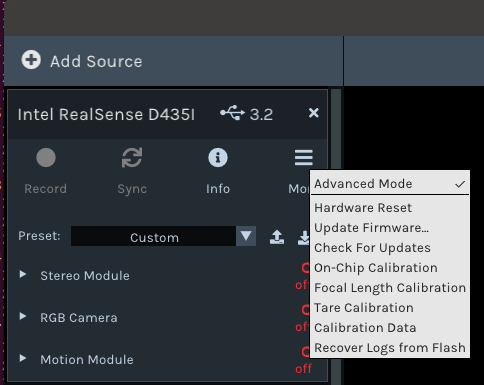 Add Source
Intel RealSense D435I 3.2
Record Sync Info Mor
Preset: Custom
Stereo Module off
RGB Camera off
Motion Module off
Advanced Mode
Hardware Reset
Update Firmware...
Check For Updates
On-Chip Calibration
Focal Length Calibration
Tare Calibration
Calibration Data
Recover Logs from Flash